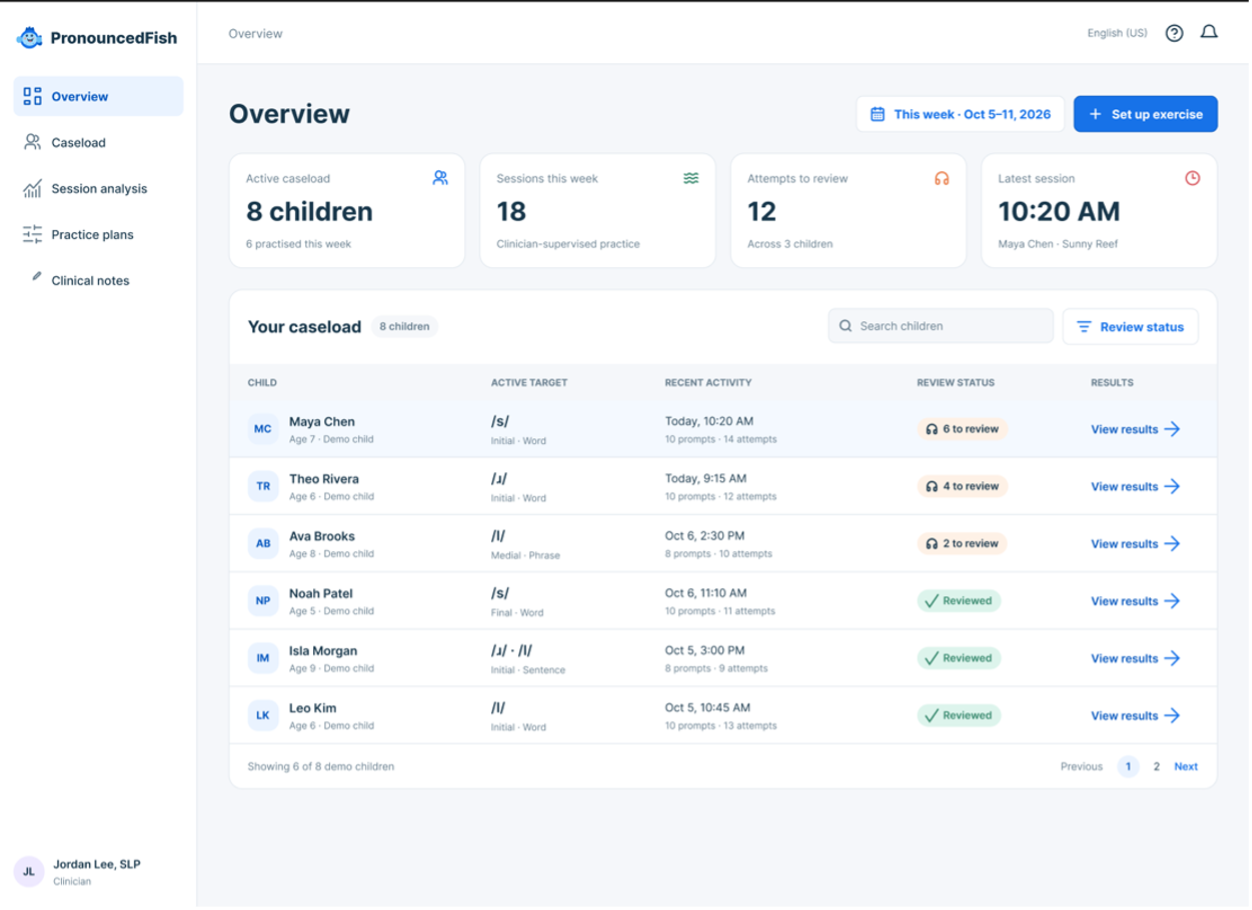 PronouncedFish
Overview
English (US)
Overview
Caseload
Session analysis
Practice plans
Clinical notes
Overview
This week · Oct 5–11, 2026
+ Set up exercise
Active caseload
8 children
6 practised this week
Sessions this week
18
Clinician-supervised practice
Attempts to review
12
Across 3 children
Latest session
10:20 AM
Maya Chen · Sunny Reef
Your caseload 8 children
Search children
Review status
CHILD ACTIVE TARGET RECENT ACTIVITY REVIEW STATUS RESULTS
MC Maya Chen /s/ Today, 10:20 AM 6 to review View results
Age 7 · Demo child Initial · Word 10 prompts · 14 attempts
TR Theo Rivera /ɹ/ Today, 9:15 AM 4 to review View results
Age 6 · Demo child Initial · Word 10 prompts · 12 attempts
AB Ava Brooks /l/ Oct 6, 2:30 PM 2 to review View results
Age 8 · Demo child Medial · Phrase 8 prompts · 10 attempts
NP Noah Patel /s/ Oct 6, 11:10 AM Reviewed View results
Age 5 · Demo child Final · Word 10 prompts · 11 attempts
IM Isla Morgan /ɹ/ · /l/ Oct 5, 3:00 PM Reviewed View results
Age 9 · Demo child Initial · Sentence 8 prompts · 9 attempts
LK Leo Kim /l/ Oct 5, 10:45 AM Reviewed View results
Age 6 · Demo child Initial · Word 10 prompts · 13 attempts
Showing 6 of 8 demo children
Previous 1 2 Next
JL Jordan Lee, SLP
Clinician